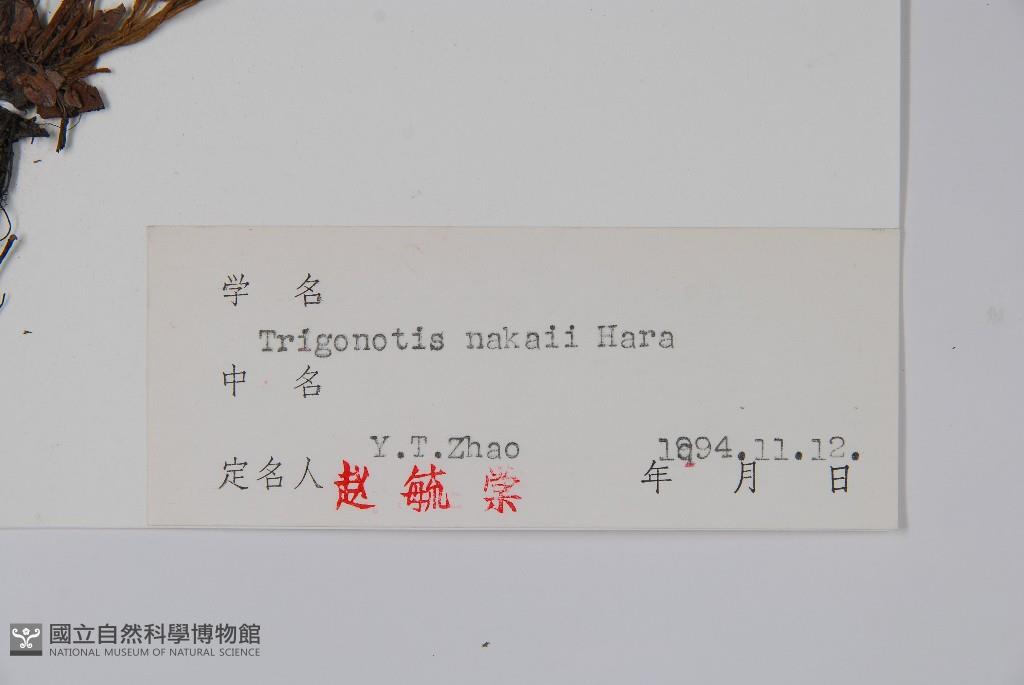 学 名
Trigonotis nakaii Hara
中 名
Y.T.Zhao 1994.11.12.
定名人 赵毓棠 年 月 日
國立自然科學博物館
NATIONAL MUSEUM OF NATURAL SCIENCE